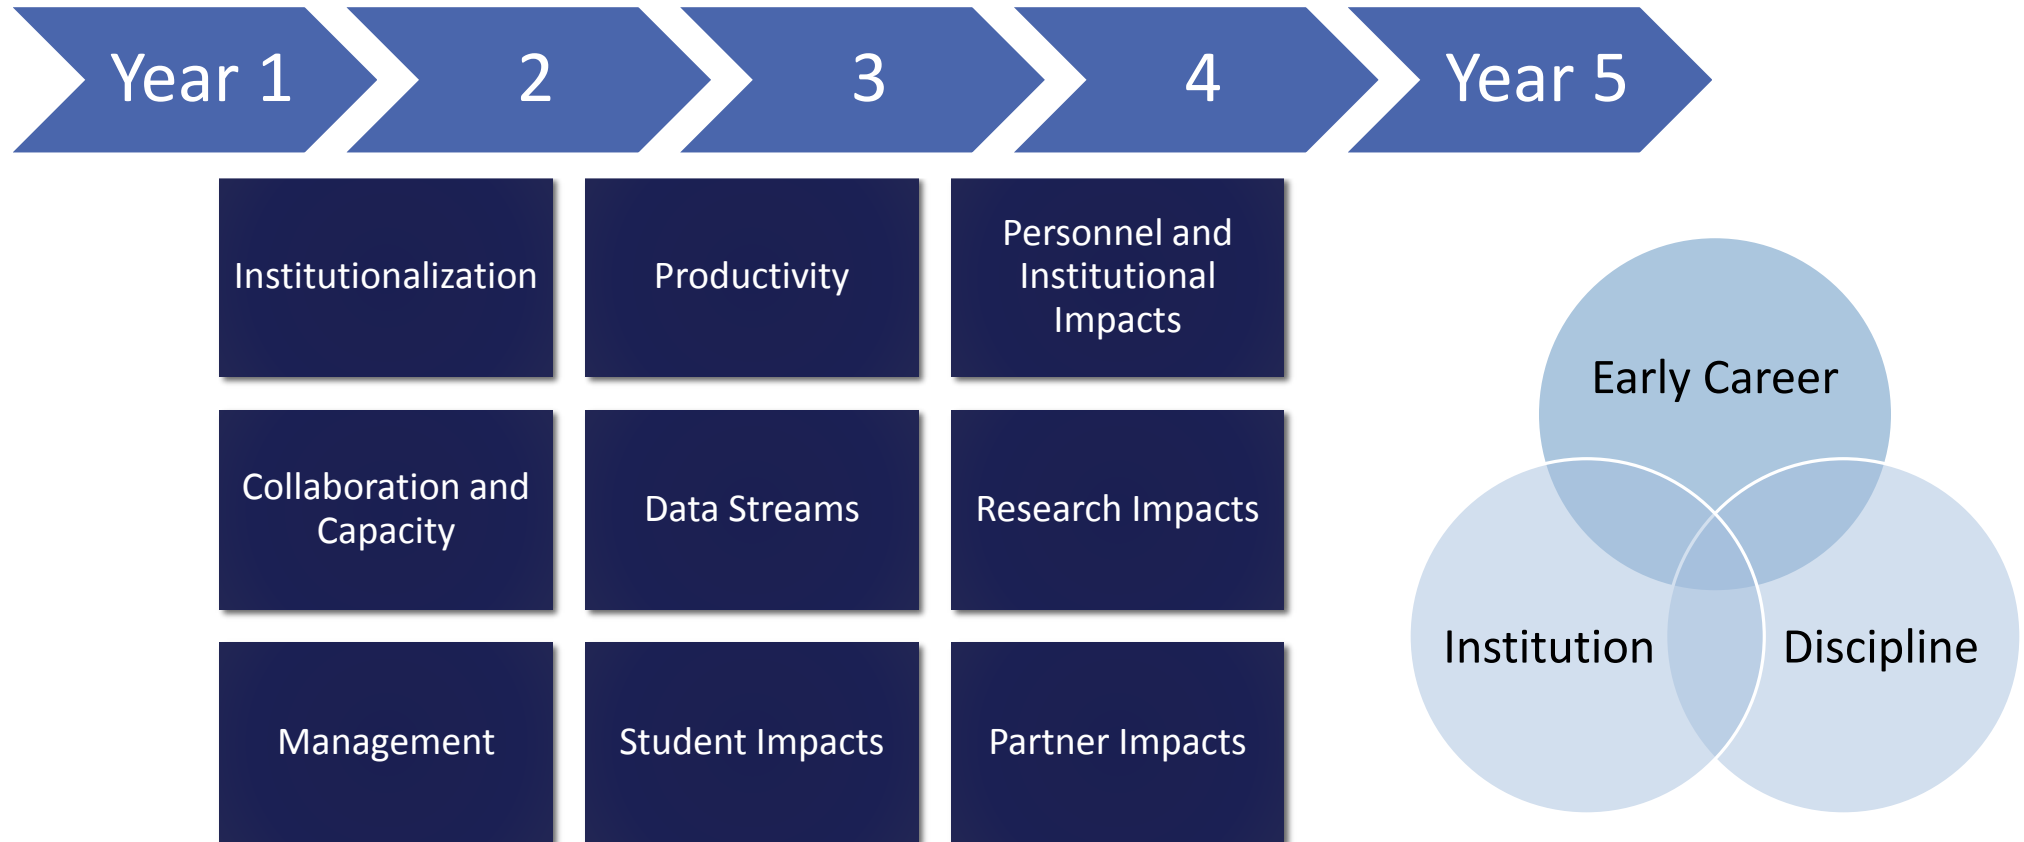 Year 1
2
3
4
Year 5
Institutionalization
Productivity
Personnel and
Institutional
Impacts
Collaboration and
Capacity
Data Streams
Research Impacts
Management
Student Impacts
Partner Impacts
Early Career
Institution
Discipline